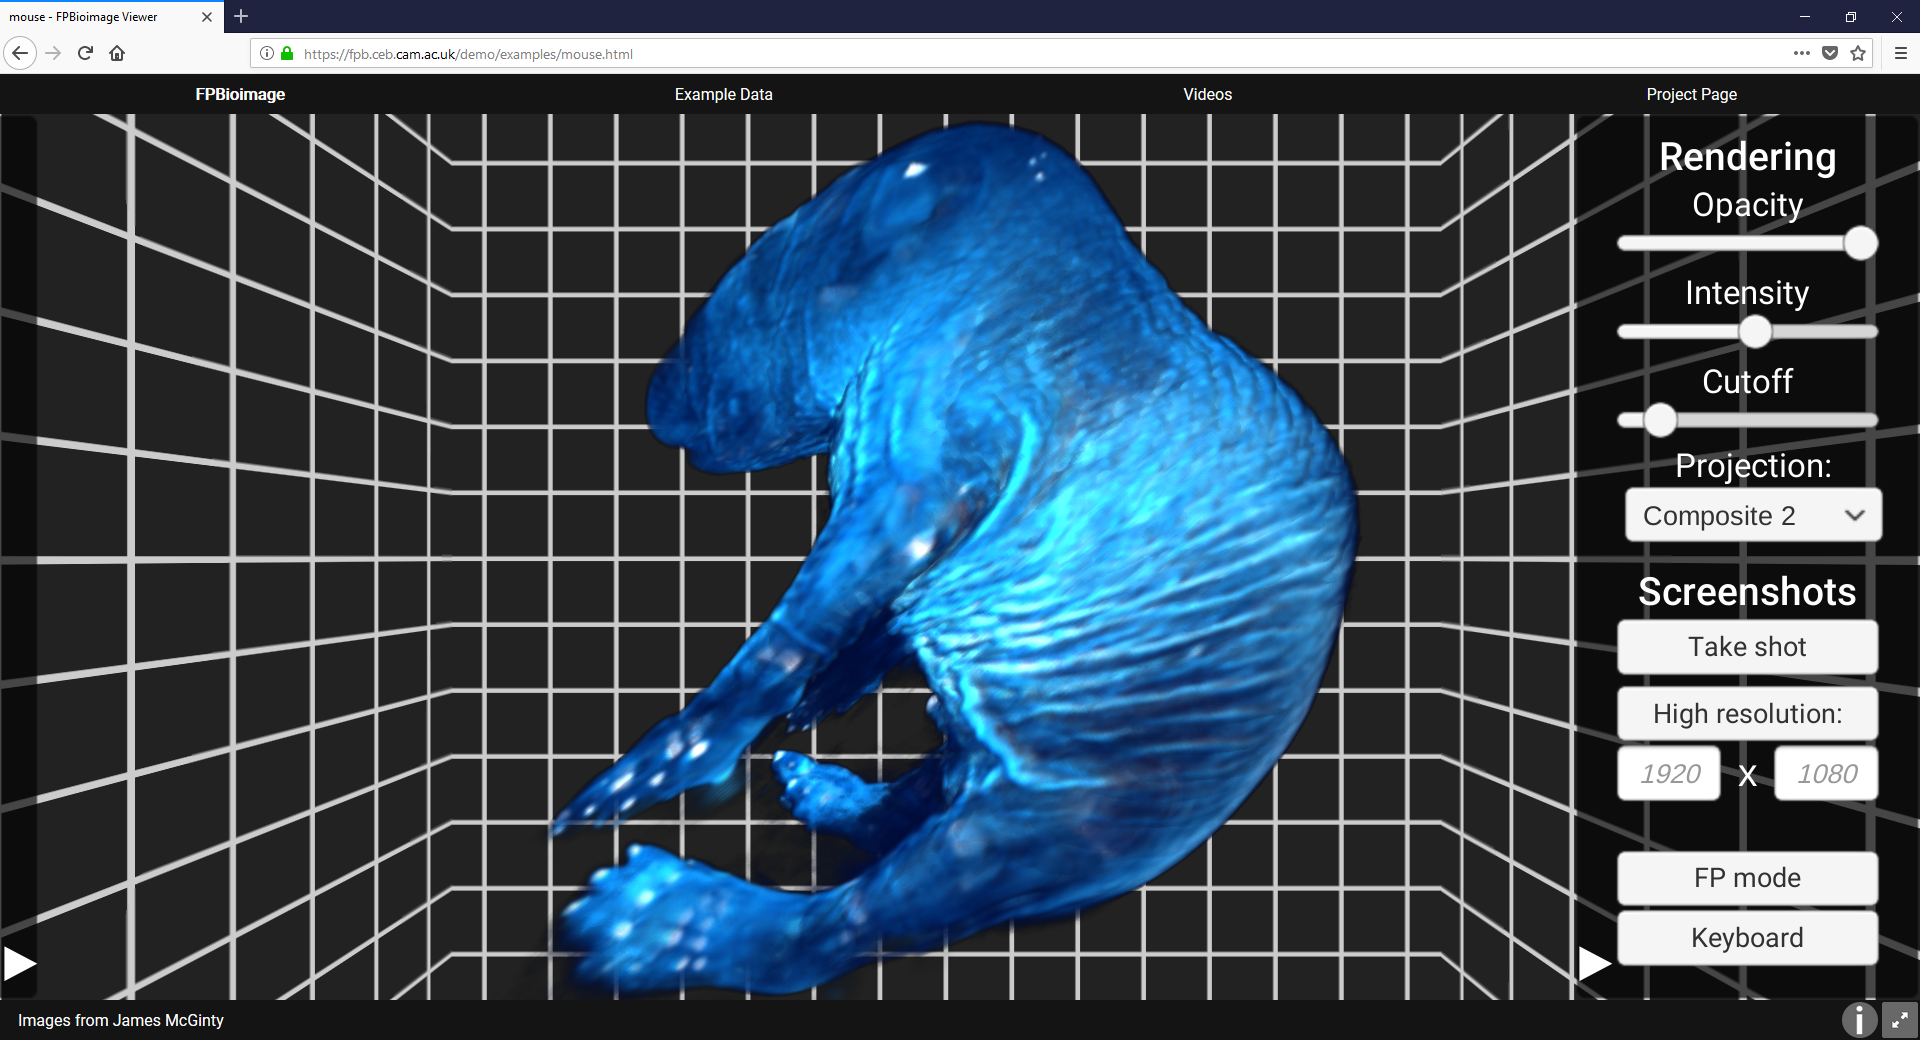 mouse - FPBioimage Viewer
https://fpb.ceb.cam.ac.uk/demo/examples/mouse.html
FPBioimage
Example Data
Videos
Project Page
Rendering
Opacity
Intensity
Cutoff
Projection:
Composite 2
Screenshots
Take shot
High resolution:
1920 X 1080
FP mode
Keyboard
Images from James McGinty